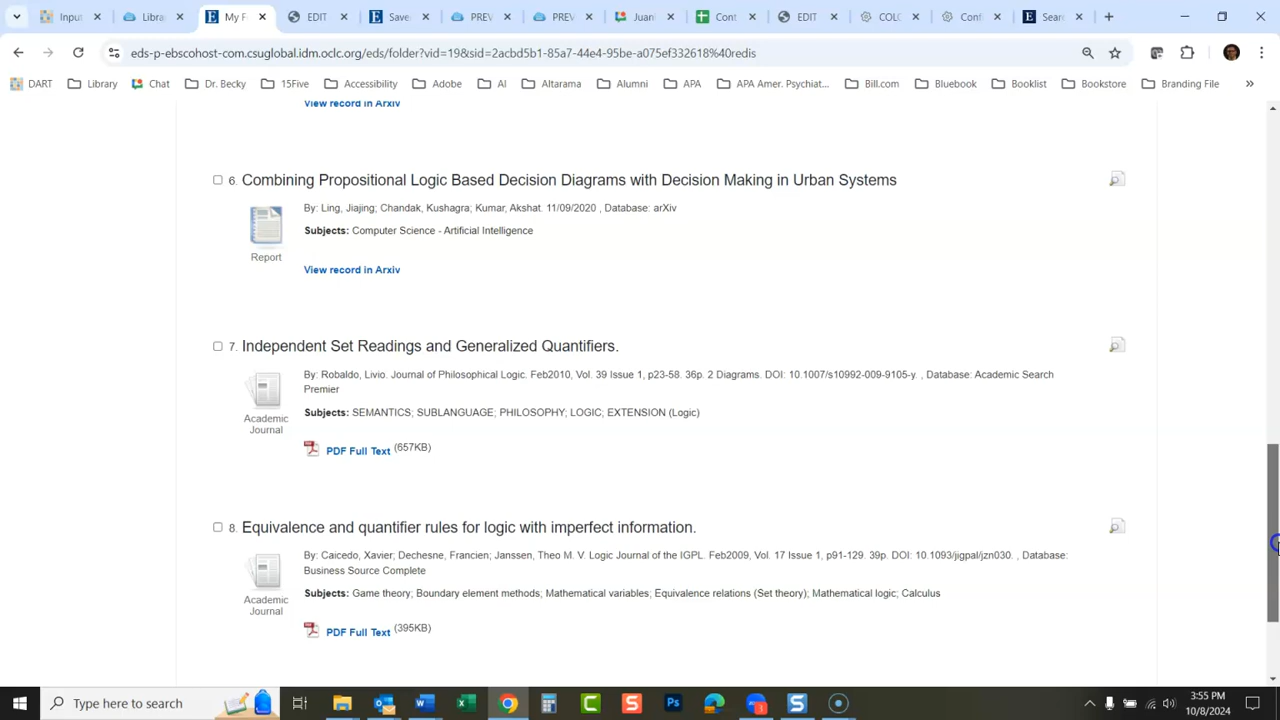 Input
Libra
My F
EDIT
Save
PREV
PREV
Juani
Cont
EDIT
COL
Conf
Sear
eds-p-ebscohost-com.csuglobal.idm.oclc.org/eds/folder?vid=19&sid=2acbd5b1-85a7-44e4-95be-a075ef332618%40redis
DART
Library
Chat
Dr. Becky
15Five
Accessibility
Adobe
AI
Altarama
Alumni
APA
APA Amer. Psychiat...
Bill.com
Bluebook
Booklist
Bookstore
Branding File
View record in Arxiv
6. Combining Propositional Logic Based Decision Diagrams with Decision Making in Urban Systems
By: Ling, Jiajing; Chandak, Kushagra; Kumar, Akshat. 11/09/2020 , Database: arXiv
Subjects: Computer Science - Artificial Intelligence
Report
View record in Arxiv
7. Independent Set Readings and Generalized Quantifiers.
By: Robaldo, Livio. Journal of Philosophical Logic. Feb2010, Vol. 39 Issue 1, p23-58. 36p. 2 Diagrams. DOI: 10.1007/s10992-009-9105-y. , Database: Academic Search
Premier
Subjects: SEMANTICS; SUBLANGUAGE; PHILOSOPHY; LOGIC; EXTENSION (Logic)
Academic
Journal
PDF Full Text (657KB)
8. Equivalence and quantifier rules for logic with imperfect information.
By: Caicedo, Xavier; Dechesne, Francien; Janssen, Theo M. V. Logic Journal of the IGPL. Feb2009, Vol. 17 Issue 1, p91-129. 39p. DOI: 10.1093/jigpal/jzn030. , Database:
Business Source Complete
Subjects: Game theory; Boundary element methods; Mathematical variables; Equivalence relations (Set theory); Mathematical logic; Calculus
Academic
Journal
PDF Full Text (395KB)
Type here to search
3:55 PM
10/8/2024